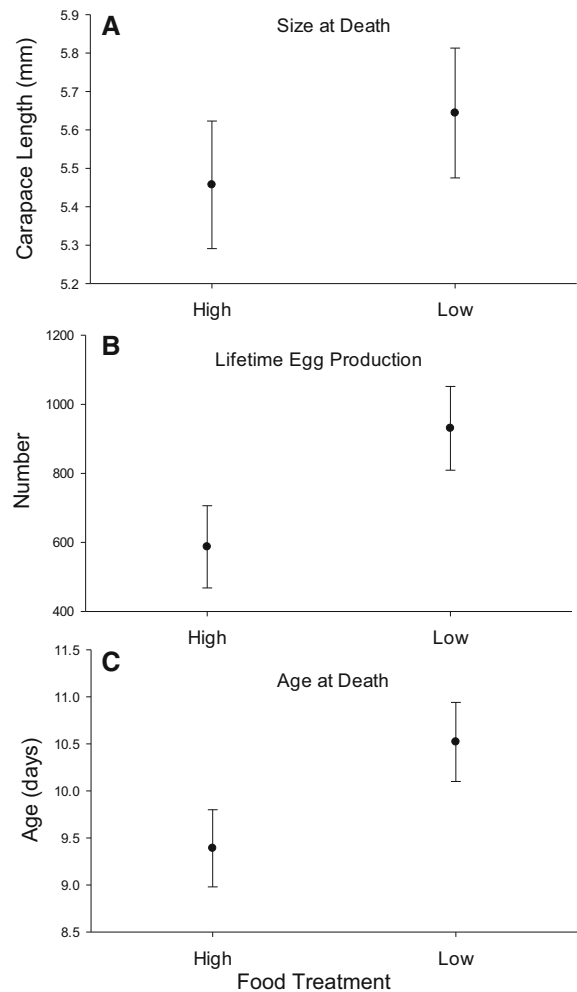 A
Size at Death
Carapace Length (mm)
5.9
5.8
5.7
5.6
5.5
5.4
5.3
5.2
High Low
B
Lifetime Egg Production
Number
1200
1000
800
600
400
High Low
C
Age at Death
Age (days)
11.5
11.0
10.5
10.0
9.5
9.0
8.5
High Low
Food Treatment